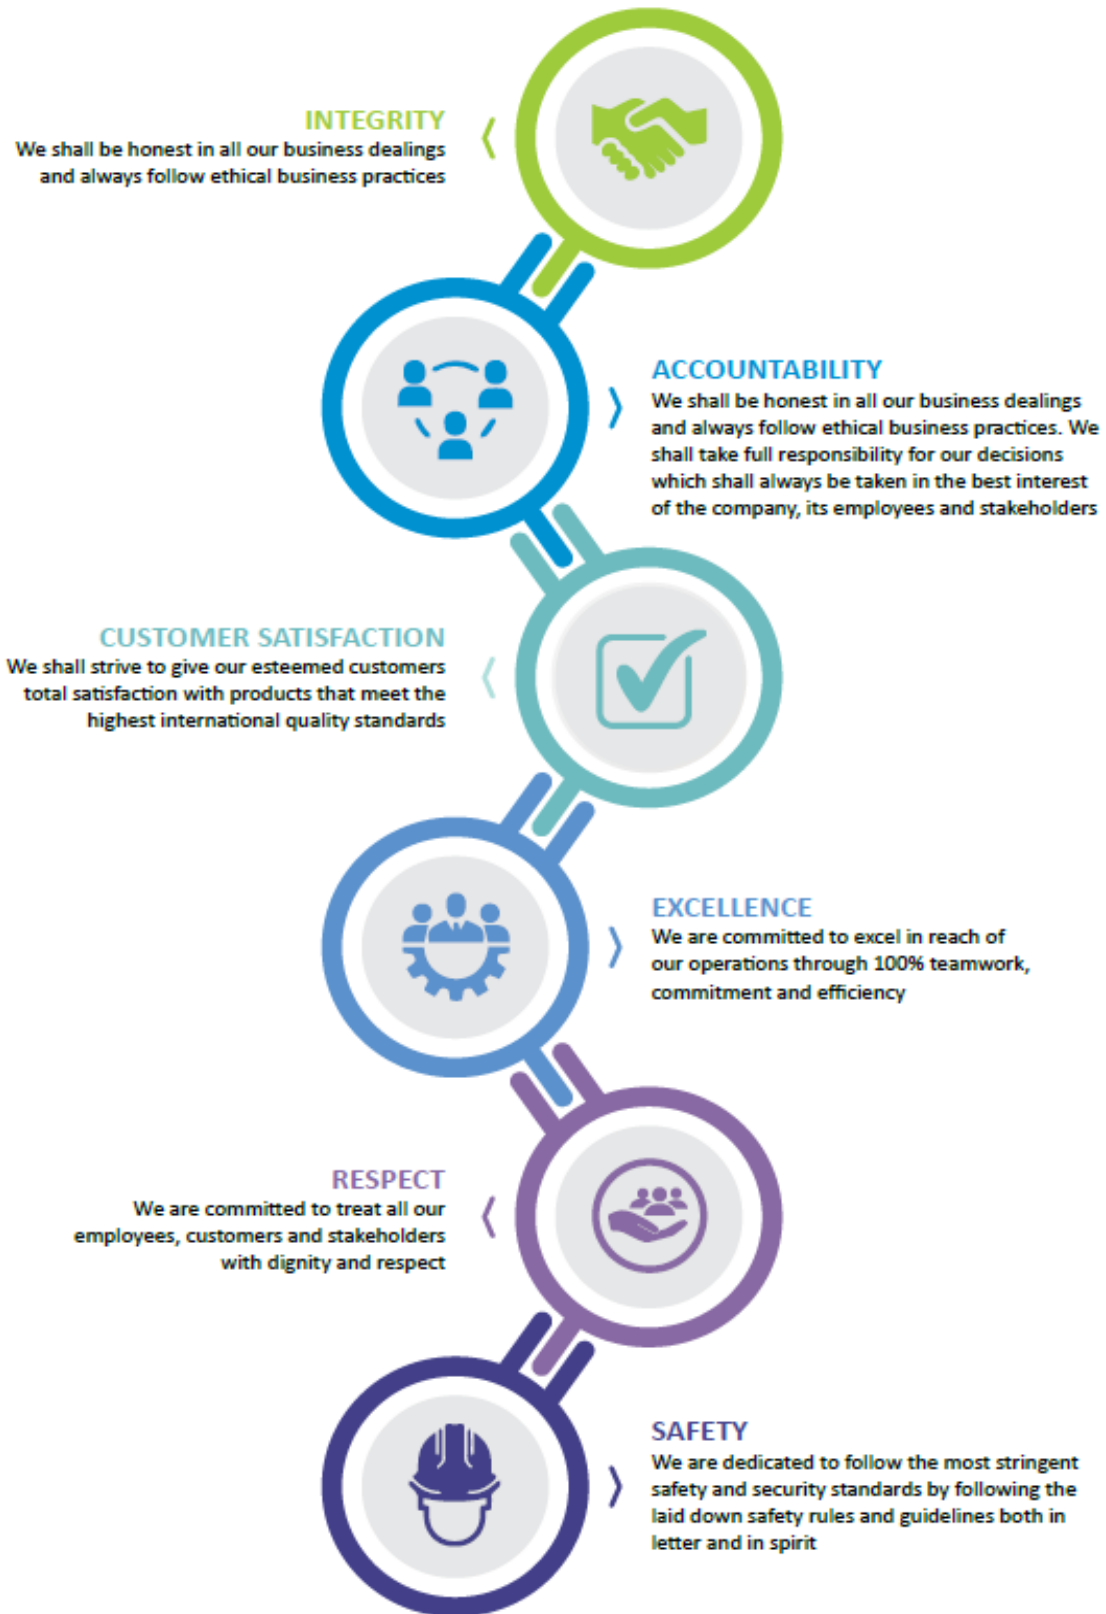 INTEGRITY
We shall be honest in all our business dealings
and always follow ethical business practices
ACCOUNTABILITY
We shall be honest in all our business dealings
and always follow ethical business practices. We
shall take full responsibility for our decisions
which shall always be taken in the best interest
of the company, its employees and stakeholders
CUSTOMER SATISFACTION
We shall strive to give our esteemed customers
total satisfaction with products that meet the
highest international quality standards
EXCELLENCE
We are committed to excel in reach of
our operations through 100% teamwork,
commitment and efficiency
RESPECT
We are committed to treat all our
employees, customers and stakeholders
with dignity and respect
SAFETY
We are dedicated to follow the most stringent
safety and security standards by following the
laid down safety rules and guidelines both in
letter and in spirit